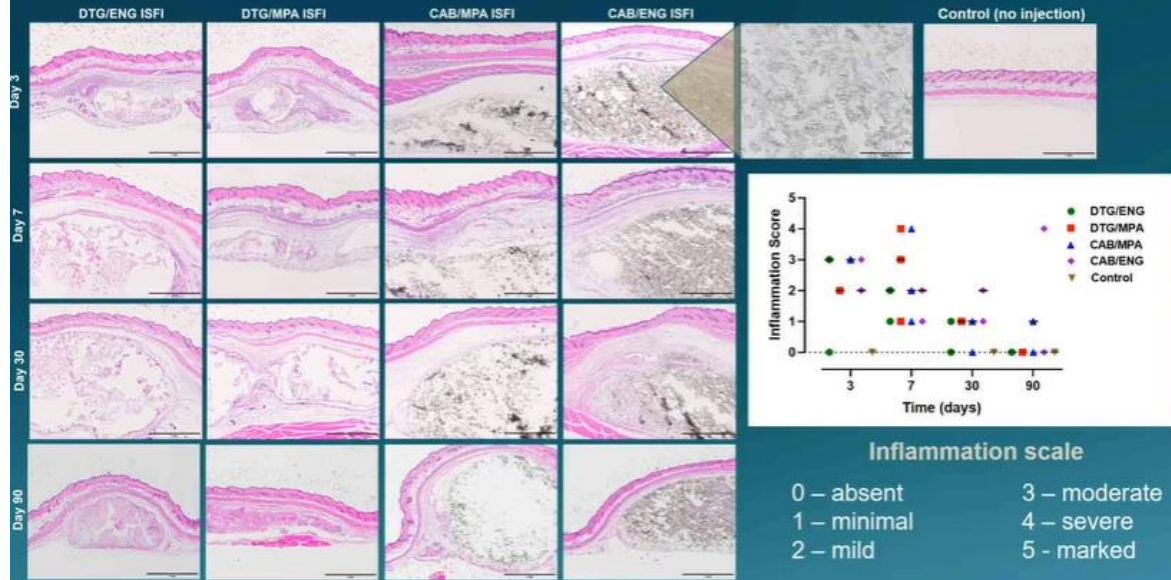 DTG/ENG ISFI
DTG/MPA ISFI
CAB/MPA ISFI
CAB/ENG ISFI
Control (no injection)
Day 3
Day 7
Day 30
Day 90
Inflammation Score
5
4
3
2
1
0
3
7
30
90
Time (days)
DTG/ENG
DTG/MPA
CAB/MPA
CAB/ENG
Control
Inflammation scale
0 – absent
1 – minimal
2 – mild
3 – moderate
4 – severe
5 - marked